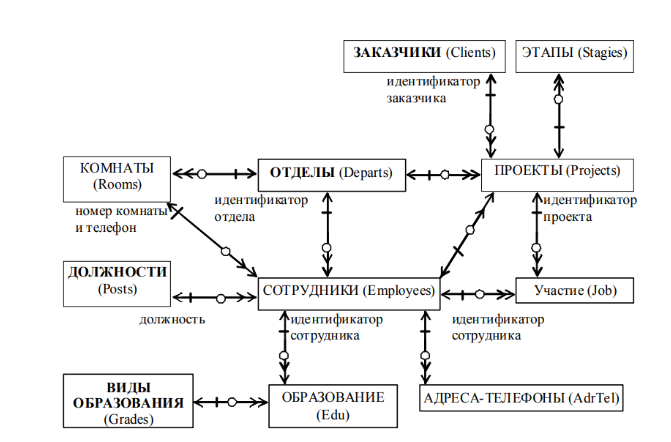 ЗАКАЗЧИКИ (Clients)
ЭТАПЫ (Stagies)
идентификатор
заказчика
КОМНАТЫ
(Rooms)
ОТДЕЛЫ (Departs)
ПРОЕКТЫ (Projects)
номер комнаты
и телефон
идентификатор
отдела
идентификатор
проекта
ДОЛЖНОСТИ
(Posts)
СОТРУДНИКИ (Employees)
Участие (Job)
должность
идентификатор
сотрудника
идентификатор
сотрудника
ВИДЫ
ОБРАЗОВАНИЯ
(Grades)
ОБРАЗОВАНИЕ
(Edu)
АДРЕСА-ТЕЛЕФОНЫ (AdrTel)